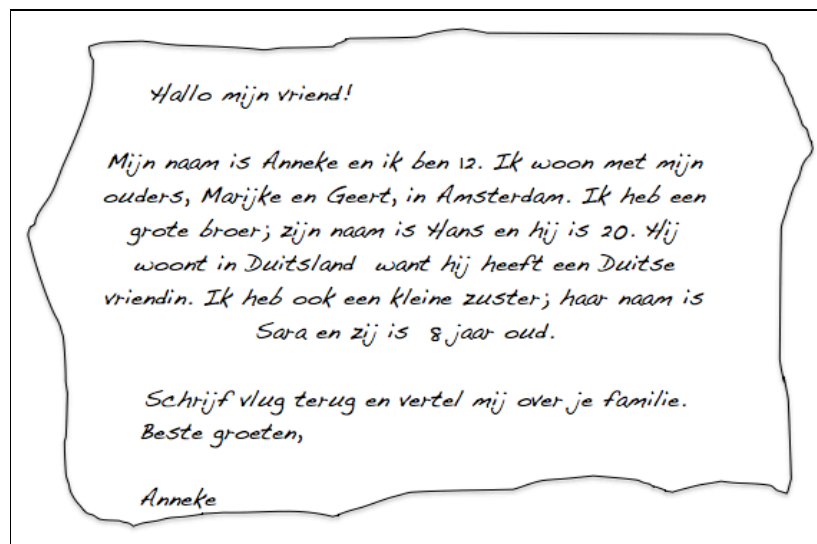 Hallo mijn vriend!
Mijn naam is Anneke en ik ben 12. Ik woon met mijn
ouders, Marijke en Geert, in Amsterdam. Ik heb een
grote broer; zijn naam is Hans en hij is 20. Hij
woont in Duitsland want hij heeft een Duitse
vriendin. Ik heb ook een kleine zuster; haar naam is
Sara en zij is 8 jaar oud.
Schrijf vlug terug en vertel mij over je familie.
Beste groeten,
Anneke